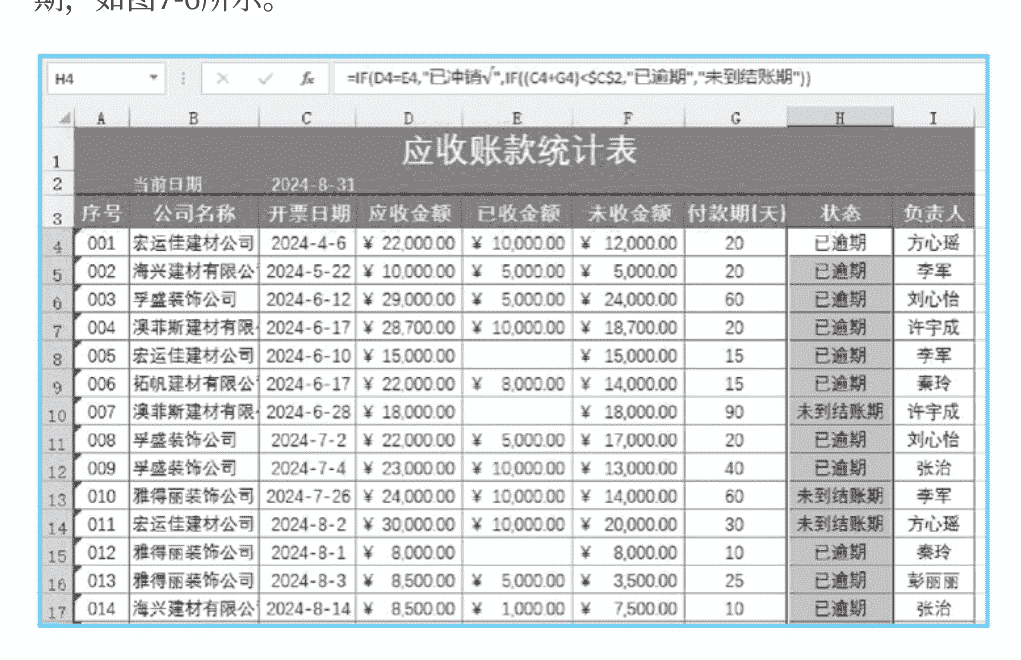 期，如图7-6所示。
H4 =IF(D4=E4,"已冲销√",IF((C4+G4)<$C$2,"已逾期","未到结账期"))
A B C D E F G H I
1 应收账款统计表
2 当前日期 2024-8-31
3 序号 公司名称 开票日期 应收金额 已收金额 未收金额 付款期(天) 状态 负责人
4 001 宏运佳建材公司 2024-4-6 ¥ 22,000.00 ¥ 10,000.00 ¥ 12,000.00 20 已逾期 方心瑶
5 002 海兴建材有限公 2024-5-22 ¥ 10,000.00 ¥ 5,000.00 ¥ 5,000.00 20 已逾期 李军
6 003 孚盛装饰公司 2024-6-12 ¥ 29,000.00 ¥ 5,000.00 ¥ 24,000.00 60 已逾期 刘心怡
7 004 溴菲斯建材有限 2024-6-17 ¥ 28,700.00 ¥ 10,000.00 ¥ 18,700.00 20 已逾期 许宇成
8 005 宏运佳建材公司 2024-6-10 ¥ 15,000.00 ¥ 15,000.00 15 已逾期 李军
9 006 拓帆建材有限公 2024-6-17 ¥ 22,000.00 ¥ 8,000.00 ¥ 14,000.00 15 已逾期 秦玲
10 007 溴菲斯建材有限 2024-6-28 ¥ 18,000.00 ¥ 18,000.00 90 未到结账期 许宇成
11 008 孚盛装饰公司 2024-7-2 ¥ 22,000.00 ¥ 5,000.00 ¥ 17,000.00 20 已逾期 刘心怡
12 009 孚盛装饰公司 2024-7-4 ¥ 23,000.00 ¥ 10,000.00 ¥ 13,000.00 40 已逾期 张治
13 010 雅得丽装饰公司 2024-7-26 ¥ 24,000.00 ¥ 10,000.00 ¥ 14,000.00 60 未到结账期 李军
14 011 宏运佳建材公司 2024-8-2 ¥ 30,000.00 ¥ 10,000.00 ¥ 20,000.00 30 未到结账期 方心瑶
15 012 雅得丽装饰公司 2024-8-1 ¥ 8,000.00 ¥ 8,000.00 10 已逾期 秦玲
16 013 雅得丽装饰公司 2024-8-3 ¥ 8,500.00 ¥ 5,000.00 ¥ 3,500.00 25 已逾期 彭丽丽
17 014 海兴建材有限公 2024-8-14 ¥ 8,500.00 ¥ 1,000.00 ¥ 7,500.00 10 已逾期 张治